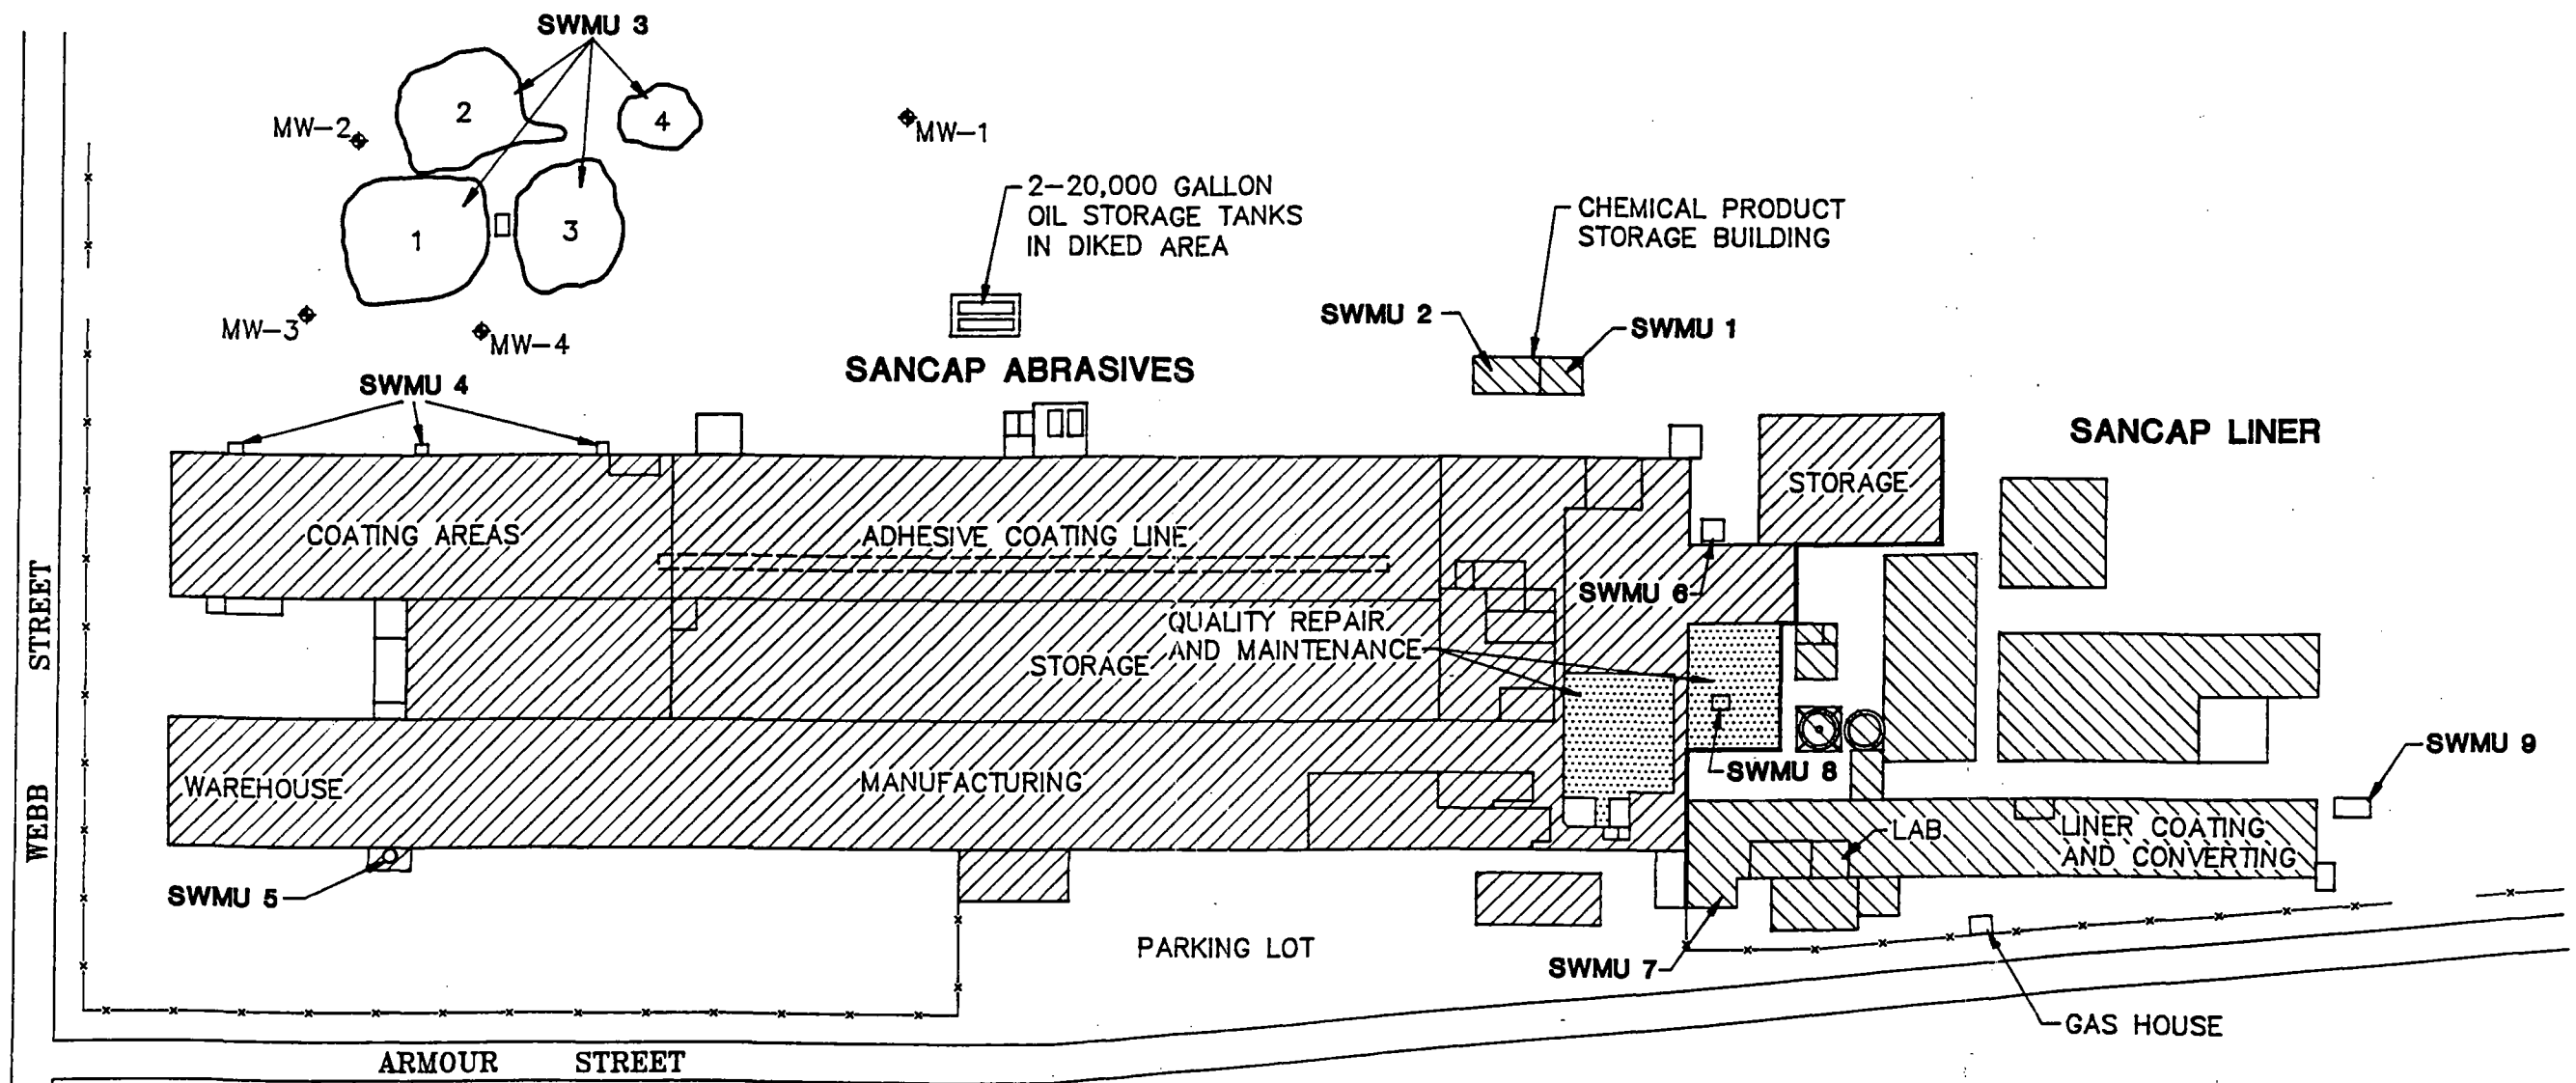 SWMU 3
2
4
MW-2
MW-1
1
3
2-20,000 GALLON
OIL STORAGE TANKS
IN DIKED AREA
CHEMICAL PRODUCT
STORAGE BUILDING
MW-3
MW-4
SWMU 2
SWMU 1
SANCAP ABRASIVES
SWMU 4
SANCAP LINER
STORAGE
COATING AREAS
ADHESIVE COATING LINE
SWMU 6
QUALITY REPAIR
AND MAINTENANCE
STORAGE
WEBB STREET
WAREHOUSE
MANUFACTURING
SWMU 8
SWMU 9
LAB
LINER COATING
AND CONVERTING
SWMU 5
PARKING LOT
SWMU 7
GAS HOUSE
ARMOUR STREET